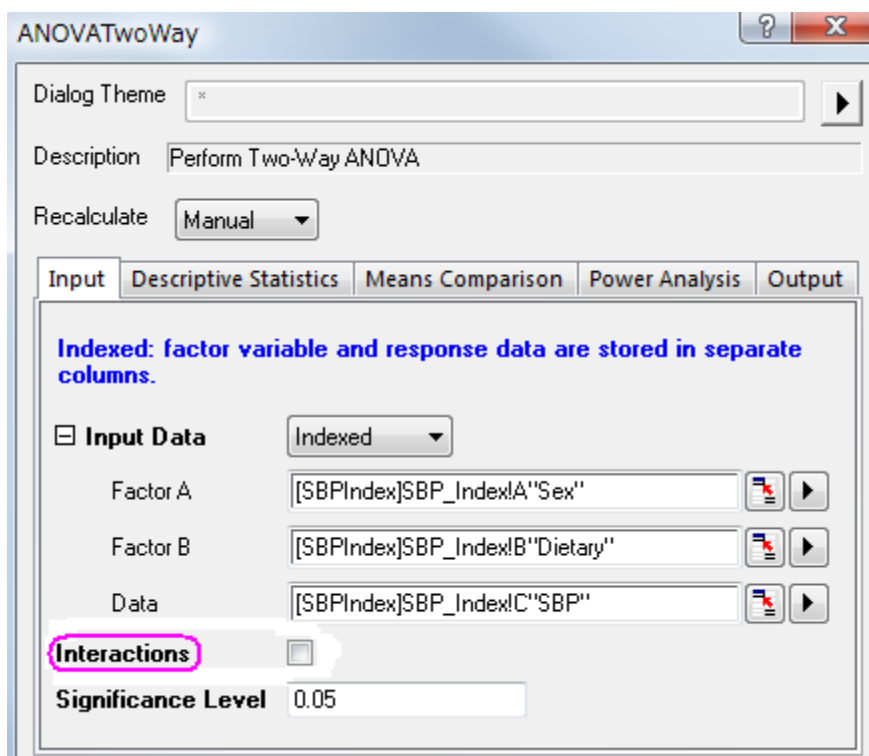 ANOVATwoWay
Dialog Theme *
Description Perform Two-Way ANOVA
Recalculate Manual
Input Descriptive Statistics Means Comparison Power Analysis Output
Indexed: factor variable and response data are stored in separate
columns.
Input Data Indexed
Factor A [SBPIndex]SBP_Index!A"Sex"
Factor B [SBPIndex]SBP_Index!B"Dietary"
Data [SBPIndex]SBP_Index!C"SBP"
Interactions
Significance Level 0.05